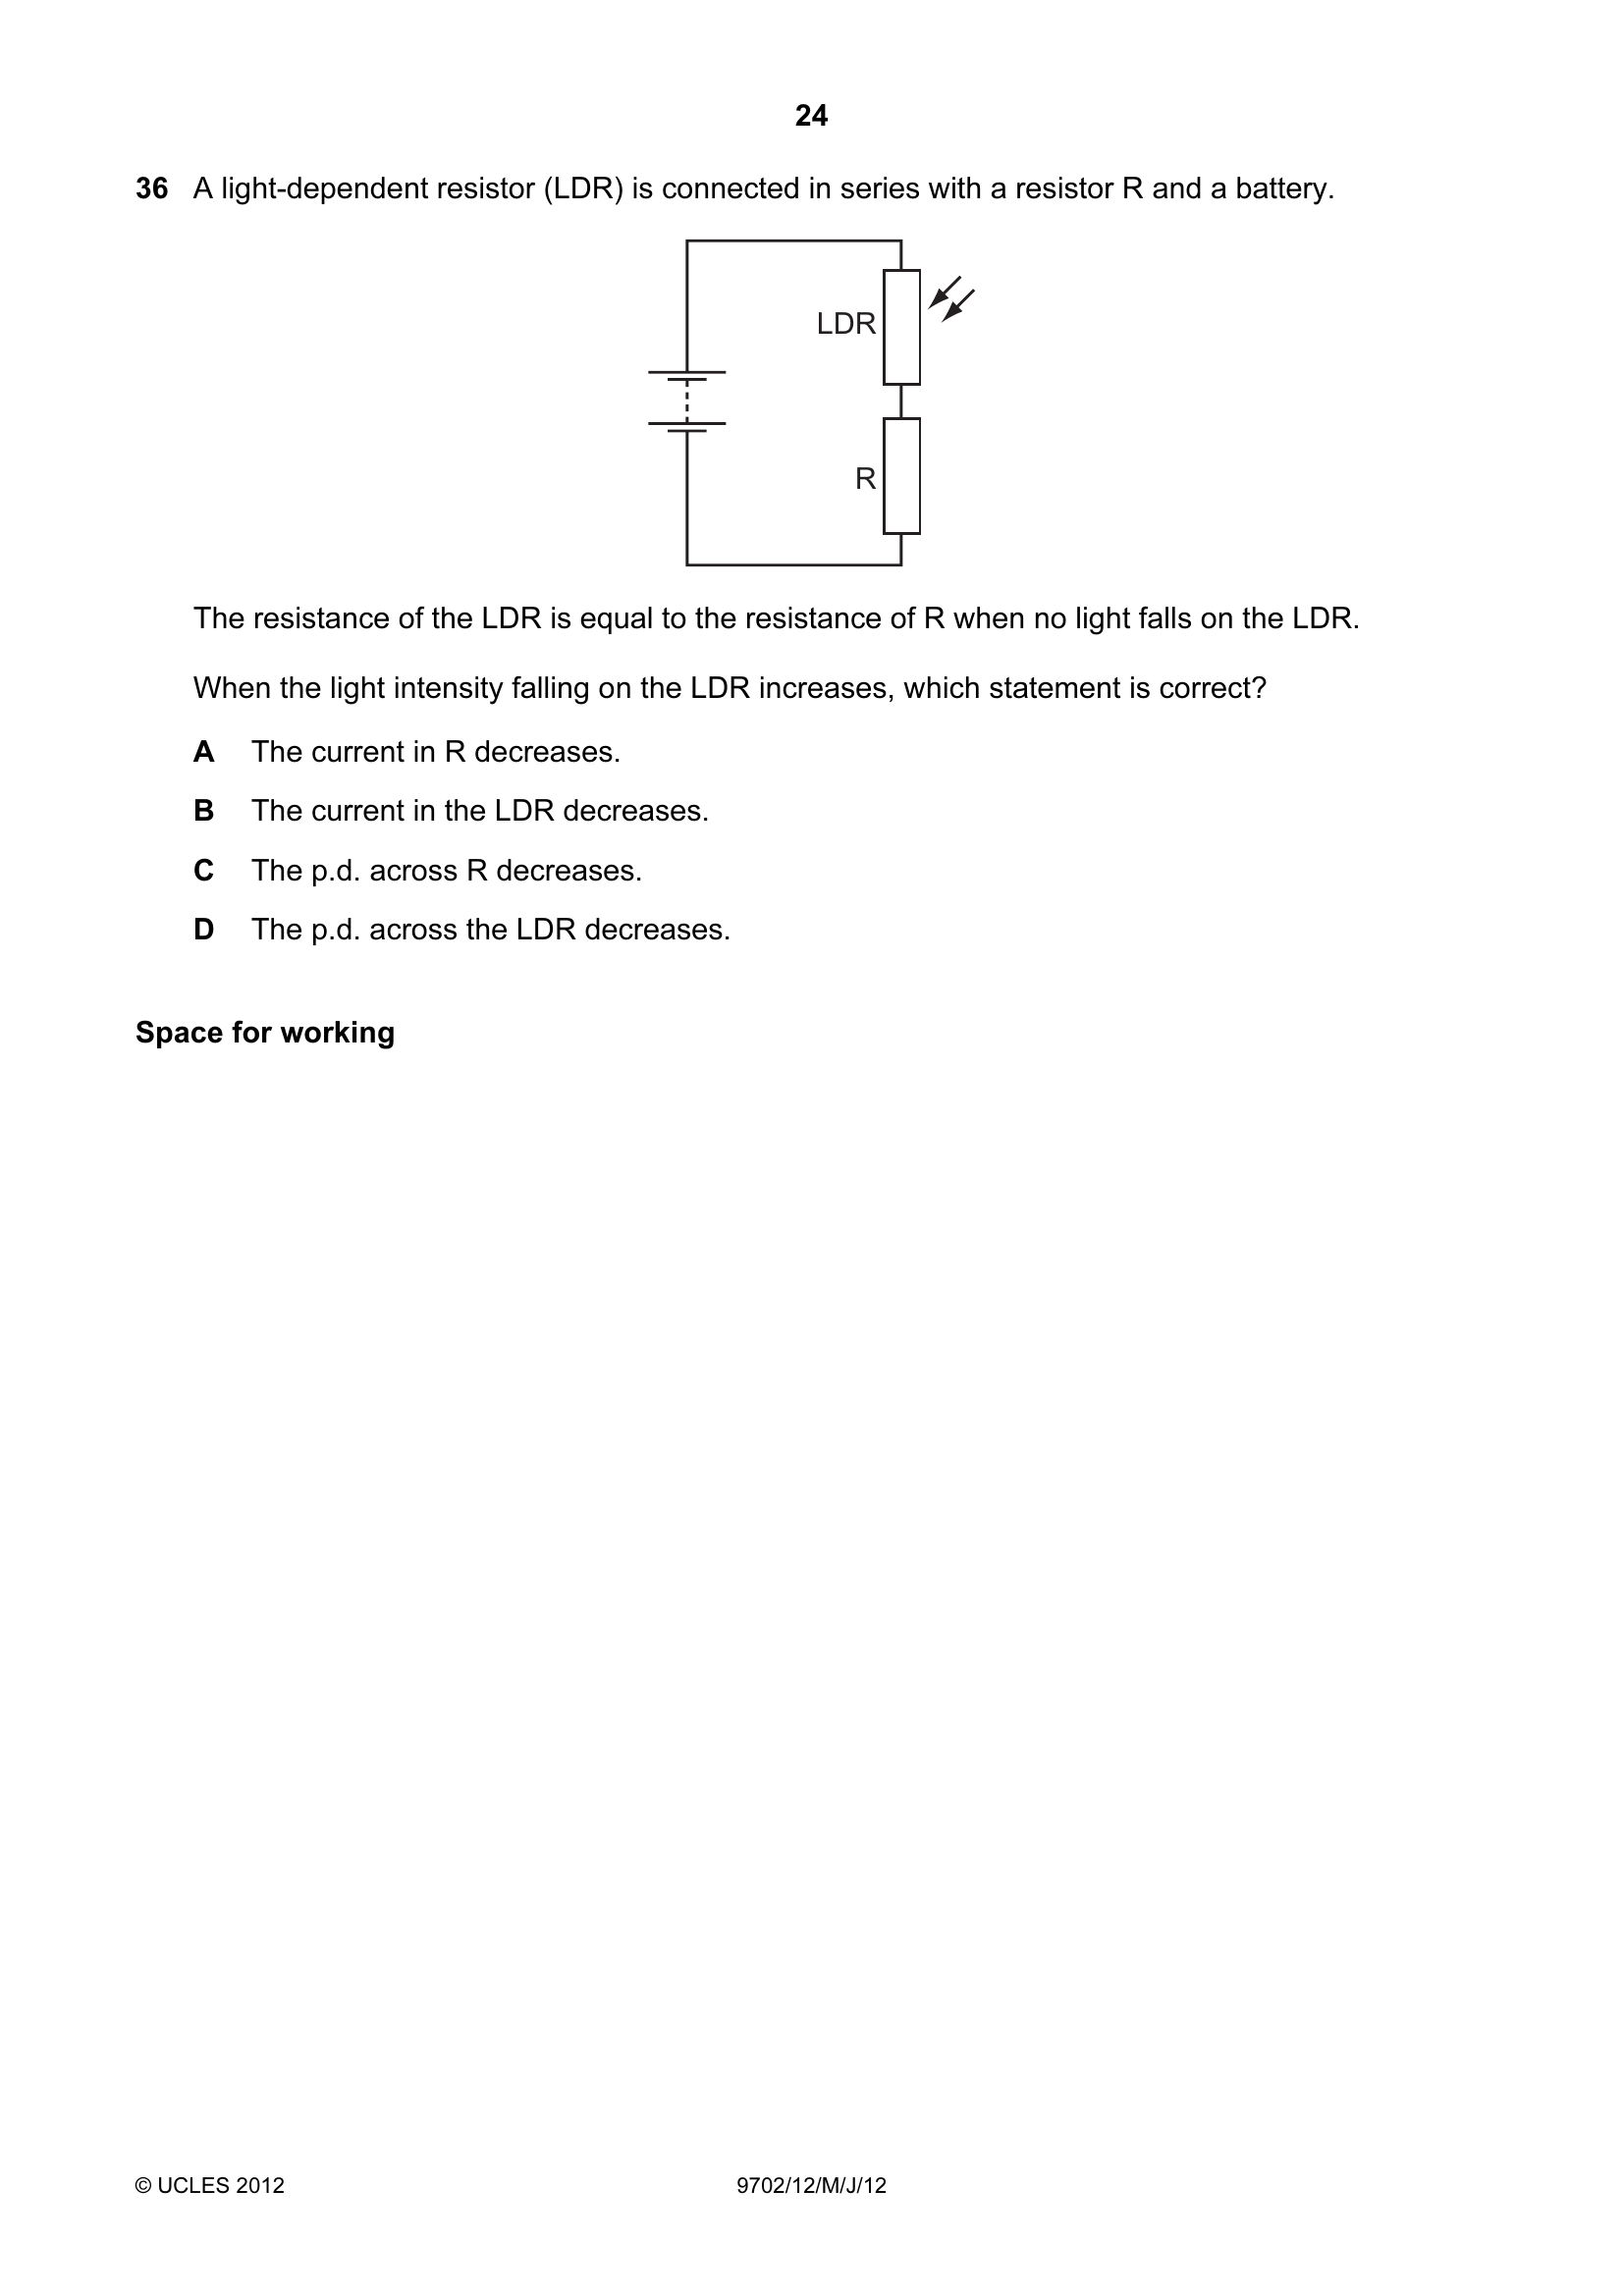 24
36 A light-dependent resistor (LDR) is connected in series with a resistor R and a battery.
LDR
R
The resistance of the LDR is equal to the resistance of R when no light falls on the LDR.
When the light intensity falling on the LDR increases, which statement is correct?
A The current in R decreases.
B The current in the LDR decreases.
C The p.d. across R decreases.
D The p.d. across the LDR decreases.
Space for working
© UCLES 2012 9702/12/M/J/12